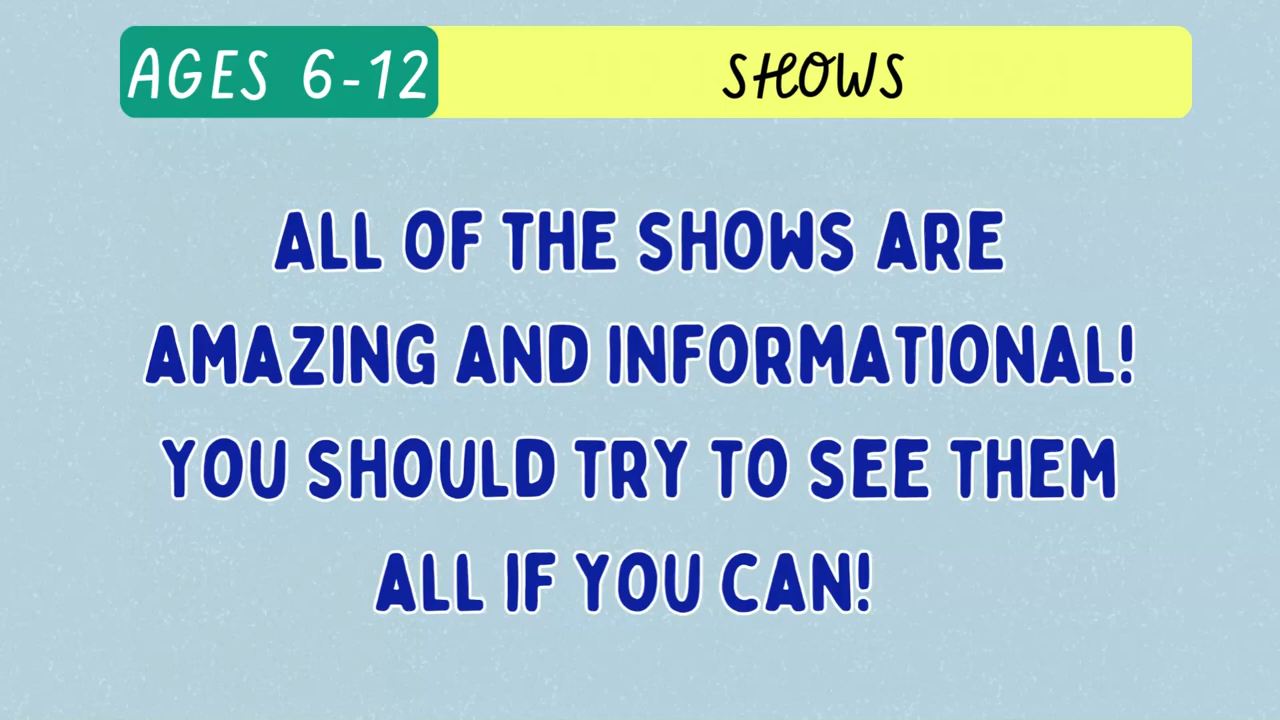 AGES 6-12
SHOWS
ALL OF THE SHOWS ARE
AMAZING AND INFORMATIONAL!
YOU SHOULD TRY TO SEE THEM
ALL IF YOU CAN!